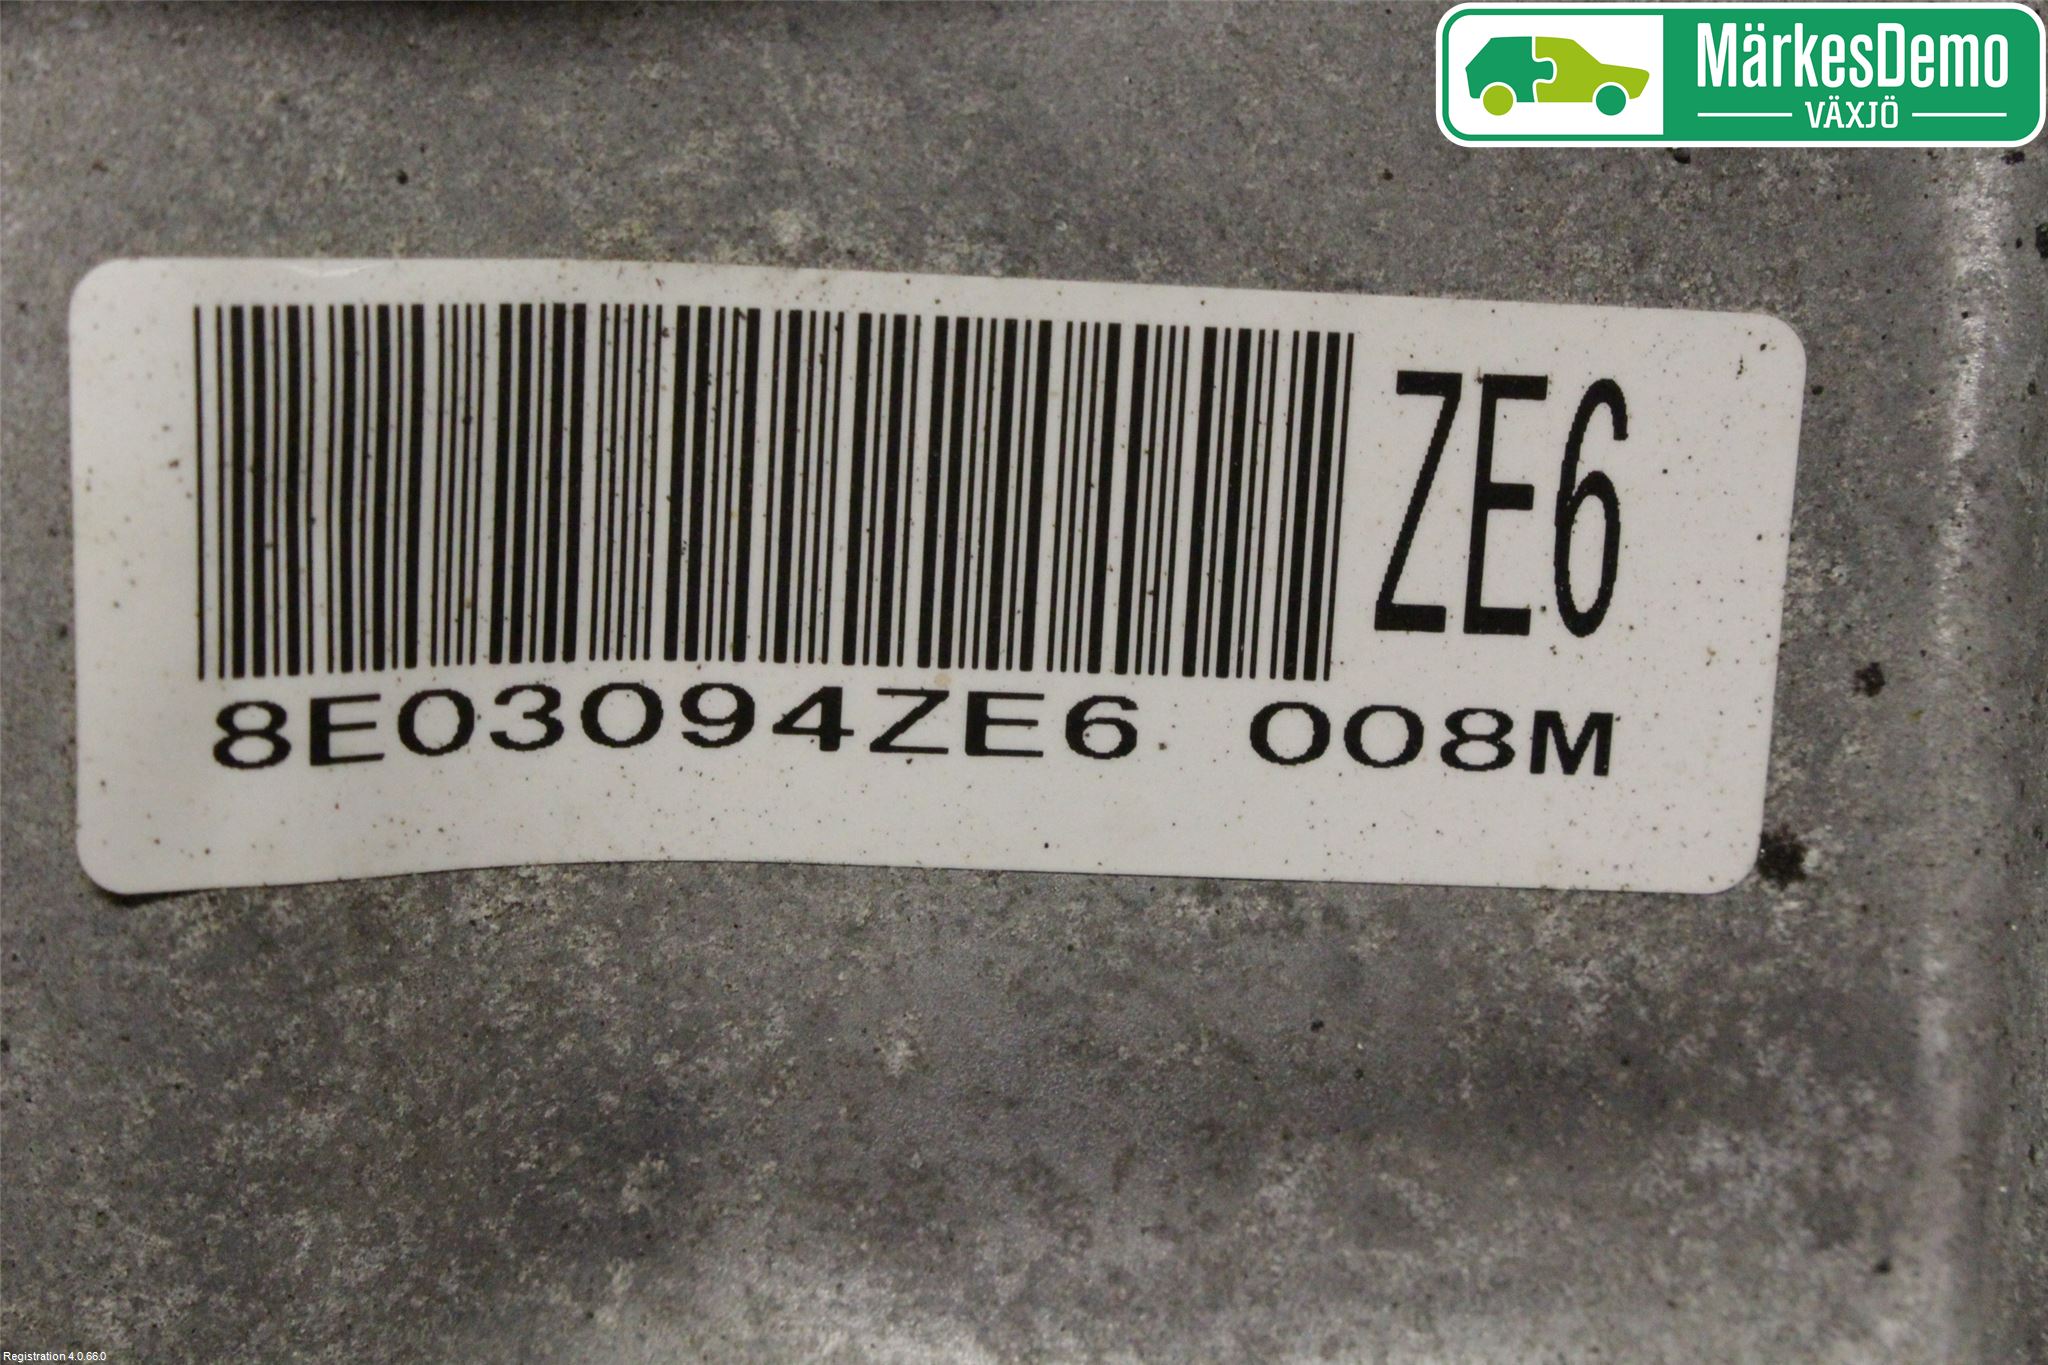 MärkesDemo
VÄXJÖ
ZE6
8E03094ZE6 008M
Registration 4.0.66.0